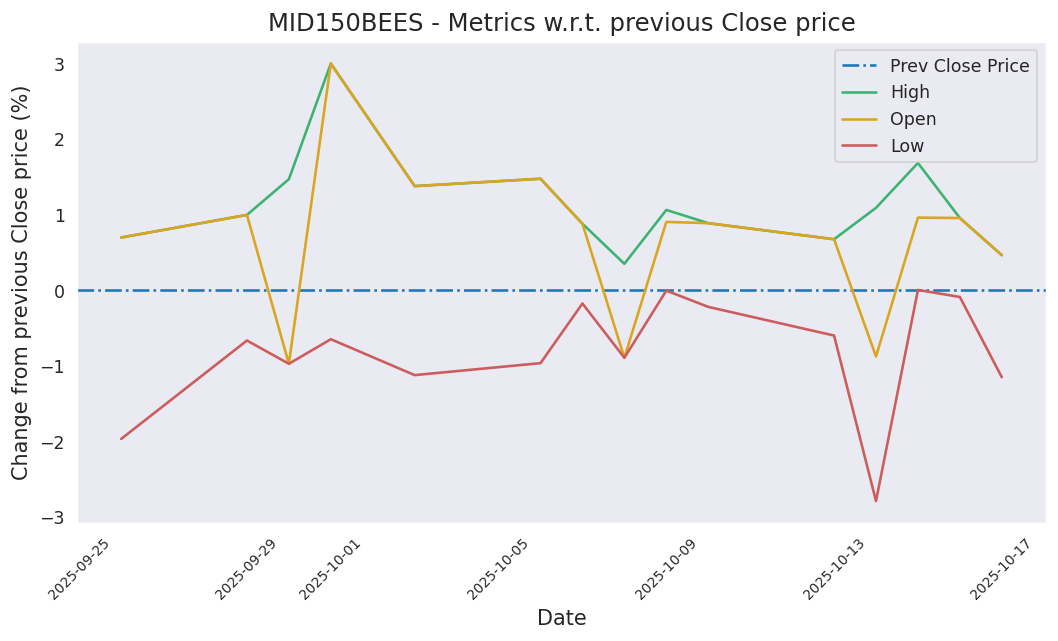 MID150BEES - Metrics w.r.t. previous Close price
Change from previous Close price (%)
3
2
1
0
−1
−2
−3
Prev Close Price
High
Open
Low
2025-09-25
2025-09-29
2025-10-01
2025-10-05
2025-10-09
2025-10-13
2025-10-17
Date